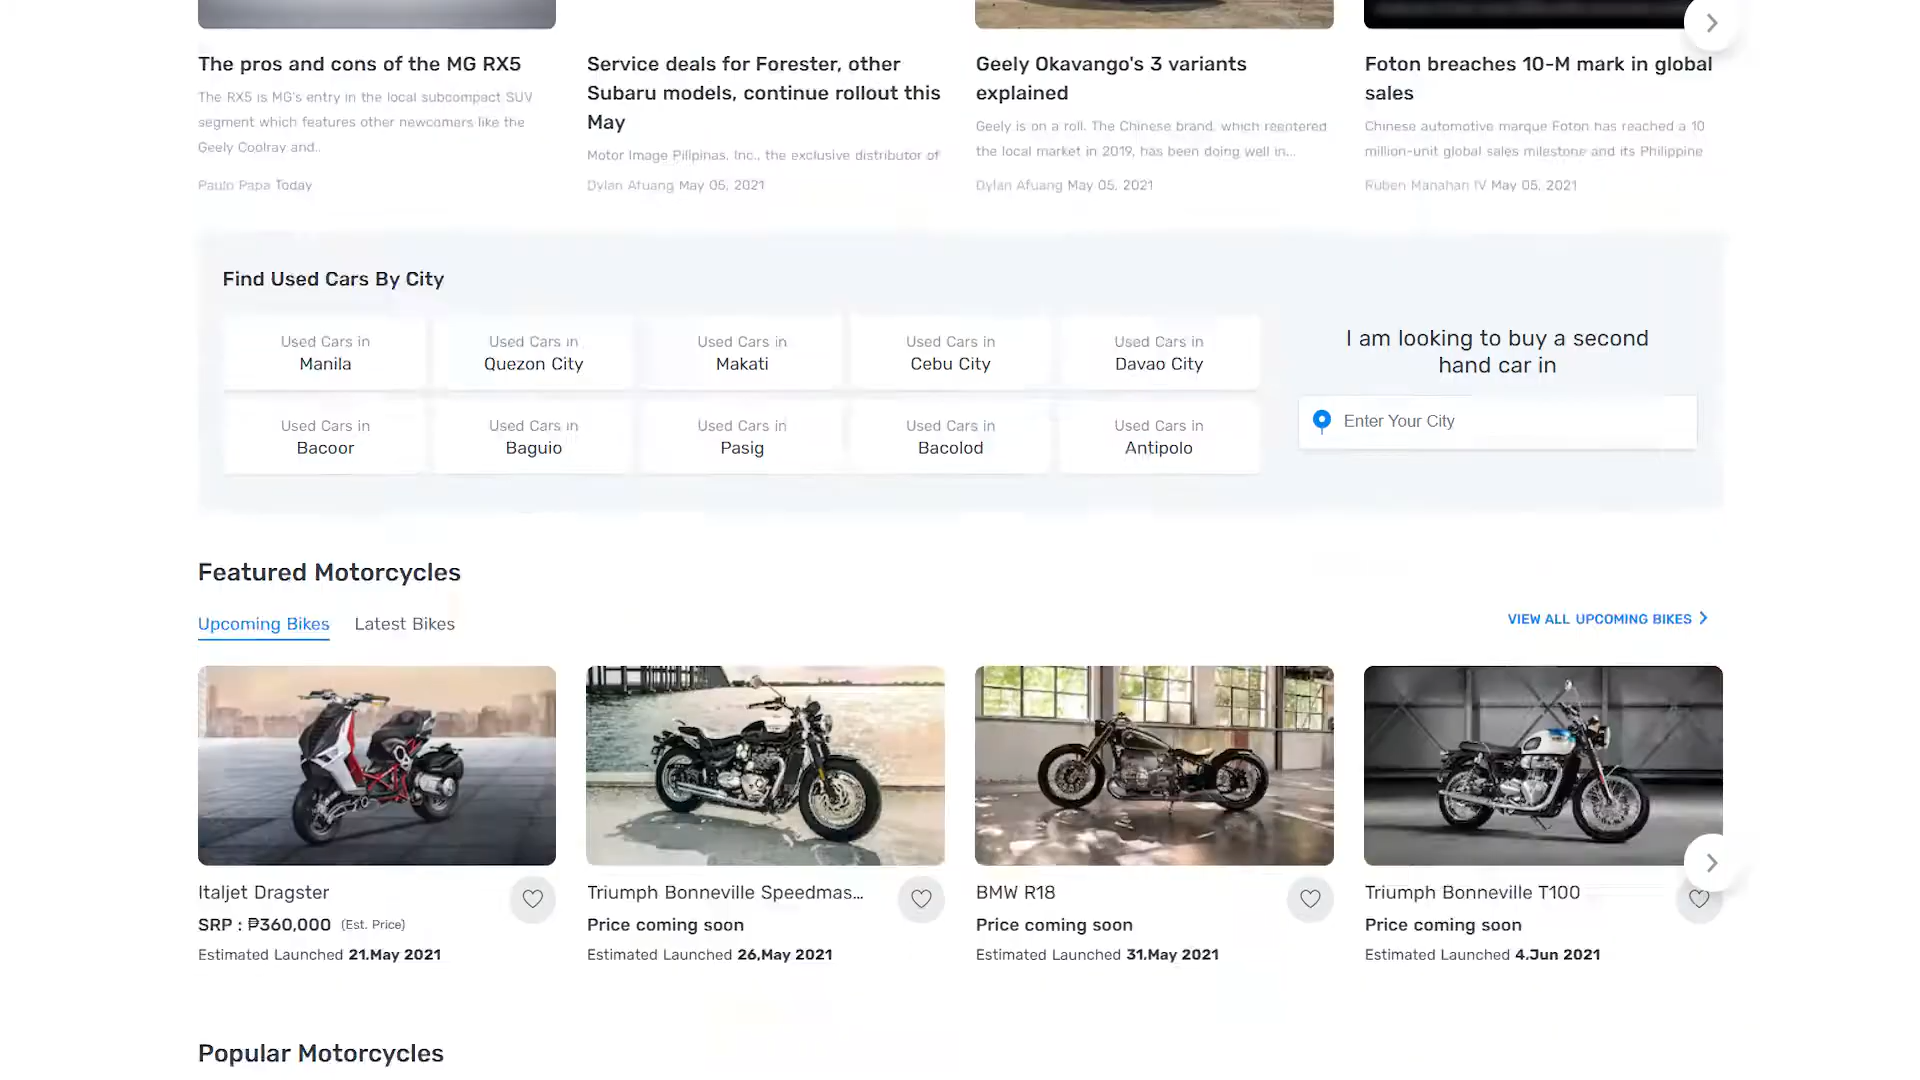 The pros and cons of the MG RX5
The RX5 is MG's entry in the local subcompact SUV
segment which features other newcomers like the
Geely Coolray and..
Paulo Papa Today
Service deals for Forester, other
Subaru models, continue rollout this
May
Motor Image Pilipinas, Inc., the exclusive distributor of
Dylan Afuang May 05, 2021
Geely Okavango's 3 variants
explained
Geely is on a roll. The Chinese brand, which reentered
the local market in 2019, has been doing well in...
Dylan Afuang May 05, 2021
Foton breaches 10-M mark in global
sales
Chinese automotive marque Foton has reached a 10
million-unit global sales milestone and its Philippine
Ruben Manahan IV May 05, 2021
Find Used Cars By City
Used Cars in
Manila
Used Cars in
Quezon City
Used Cars in
Makati
Used Cars in
Cebu City
Used Cars in
Davao City
Used Cars in
Bacoor
Used Cars in
Baguio
Used Cars in
Pasig
Used Cars in
Bacolod
Used Cars in
Antipolo
I am looking to buy a second
hand car in
Enter Your City
Featured Motorcycles
Upcoming Bikes
Latest Bikes
VIEW ALL UPCOMING BIKES
Italjet Dragster
SRP : ₱360,000 (Est. Price)
Estimated Launched 21,May 2021
Triumph Bonneville Speedmas...
Price coming soon
Estimated Launched 26,May 2021
BMW R18
Price coming soon
Estimated Launched 31,May 2021
Triumph Bonneville T100
Price coming soon
Estimated Launched 4,Jun 2021
Popular Motorcycles